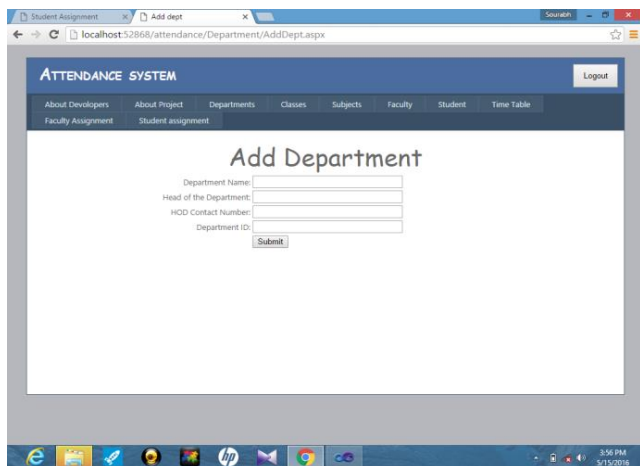 Student Assignment
Add dept
Sourabh
localhost:52868/attendance/Department/AddDept.aspx
ATTENDANCE SYSTEM
Logout
About Devolopers About Project Departments Classes Subjects Faculty Student Time Table
Faculty Assignment Student assignment
Add Department
Department Name:
Head of the Department:
HOD Contact Number:
Department ID:
Submit
hp
3:56 PM
5/15/2016